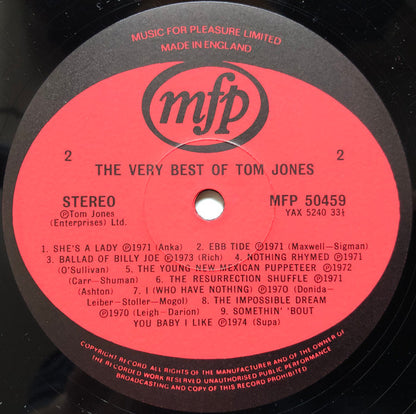 MUSIC FOR PLEASURE LIMITED
MADE IN ENGLAND
mfp
2 2
THE VERY BEST OF TOM JONES
STEREO MFP 50459
℗Tom Jones YAX 5240 33⅓
(Enterprises) Ltd.
1. SHE'S A LADY ℗1971 (Anka) 2. EBB TIDE ℗1971 (Maxwell-Sigman)
3. BALLAD OF BILLY JOE ℗1973 (Rich) 4. NOTHING RHYMED ℗1971
(O'Sullivan) 5. THE YOUNG NEW MEXICAN PUPPETEER ℗1972
(Carr-Shuman) 6. THE RESURRECTION SHUFFLE ℗1971
(Ashton) 7. I (WHO HAVE NOTHING) ℗1970 (Donida-
Leiber-Stoller-Mogol) 8. THE IMPOSSIBLE DREAM
℗1970 (Leigh-Darion) 9. SOMETHIN' 'BOUT
YOU BABY I LIKE ℗1974 (Supa)
COPYRIGHT RECORD. ALL RIGHTS OF THE MANUFACTURER AND OF THE OWNER OF
THE RECORDED WORK RESERVED UNAUTHORISED PUBLIC PERFORMANCE
BROADCASTING AND COPY OF THIS RECORD PROHIBITED